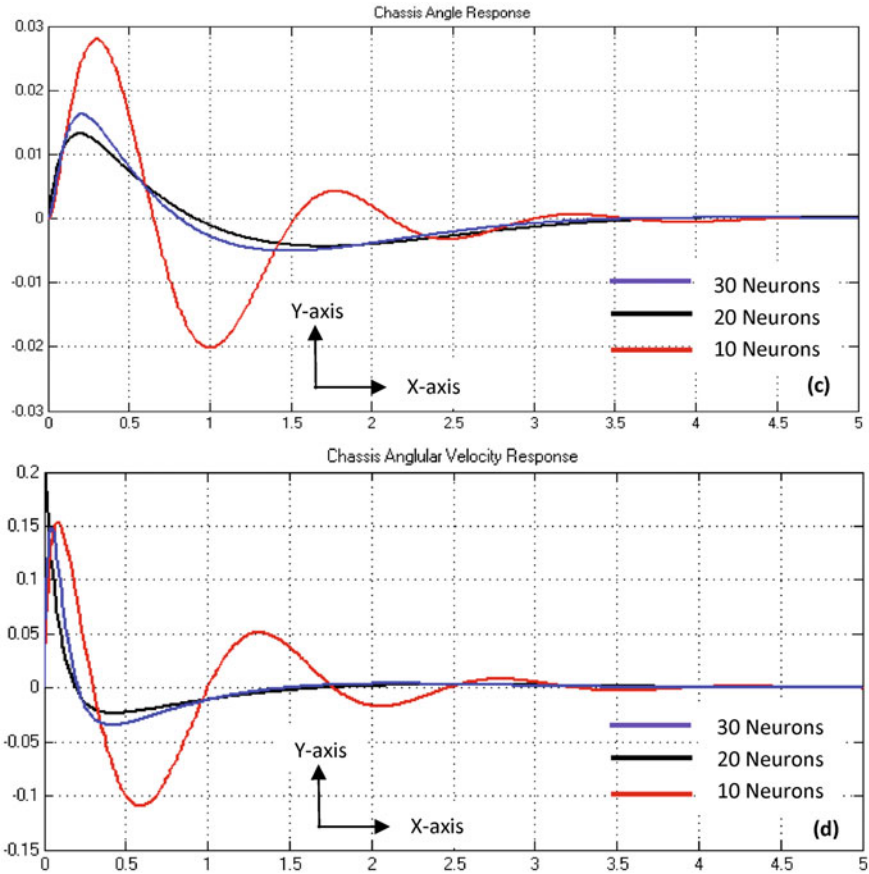 Chassis Angle Response
0.03
0.02
0.01
0
-0.01
-0.02
-0.03
30 Neurons
20 Neurons
10 Neurons
Y-axis
X-axis
(c)
0 0.5 1 1.5 2 2.5 3 3.5 4 4.5 5
Chassis Anglular Velocity Response
0.2
0.15
0.1
0.05
0
-0.05
-0.1
-0.15
30 Neurons
20 Neurons
10 Neurons
Y-axis
X-axis
(d)
0 0.5 1 1.5 2 2.5 3 3.5 4 4.5 5